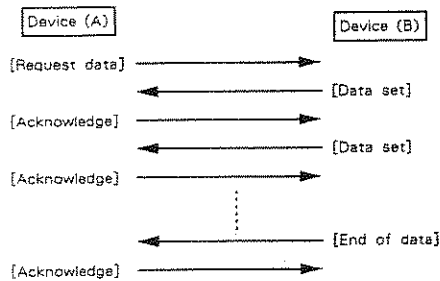 Device (A) Device (B)
[Request data]
[Data set]
[Acknowledge]
[Data set]
[Acknowledge]
[End of data]
[Acknowledge]